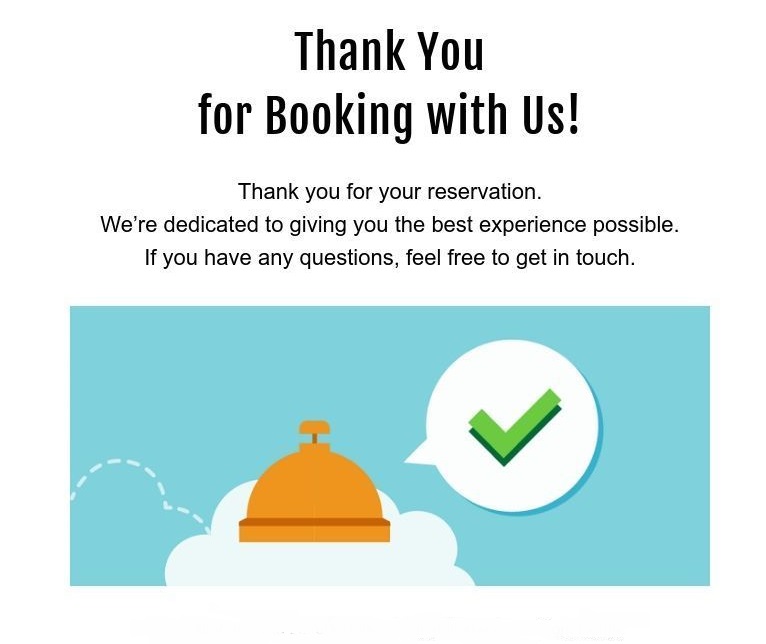 Thank You
for Booking with Us!
Thank you for your reservation.
We’re dedicated to giving you the best experience possible.
If you have any questions, feel free to get in touch.